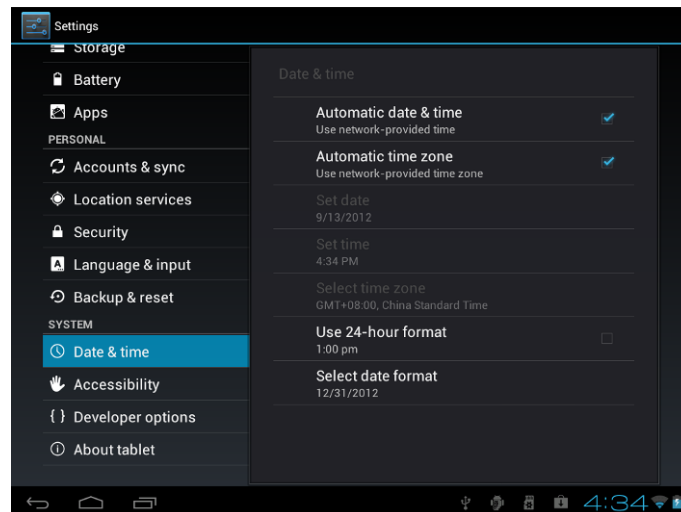 Settings
Storage
Battery
Apps
PERSONAL
Accounts & sync
Location services
Security
Language & input
Backup & reset
SYSTEM
Date & time
Accessibility
{ } Developer options
About tablet
Date & time
Automatic date & time
Use network-provided time
Automatic time zone
Use network-provided time zone
Set date
9/13/2012
Set time
4:34 PM
Select time zone
GMT+08:00, China Standard Time
Use 24-hour format
1:00 pm
Select date format
12/31/2012
4:34